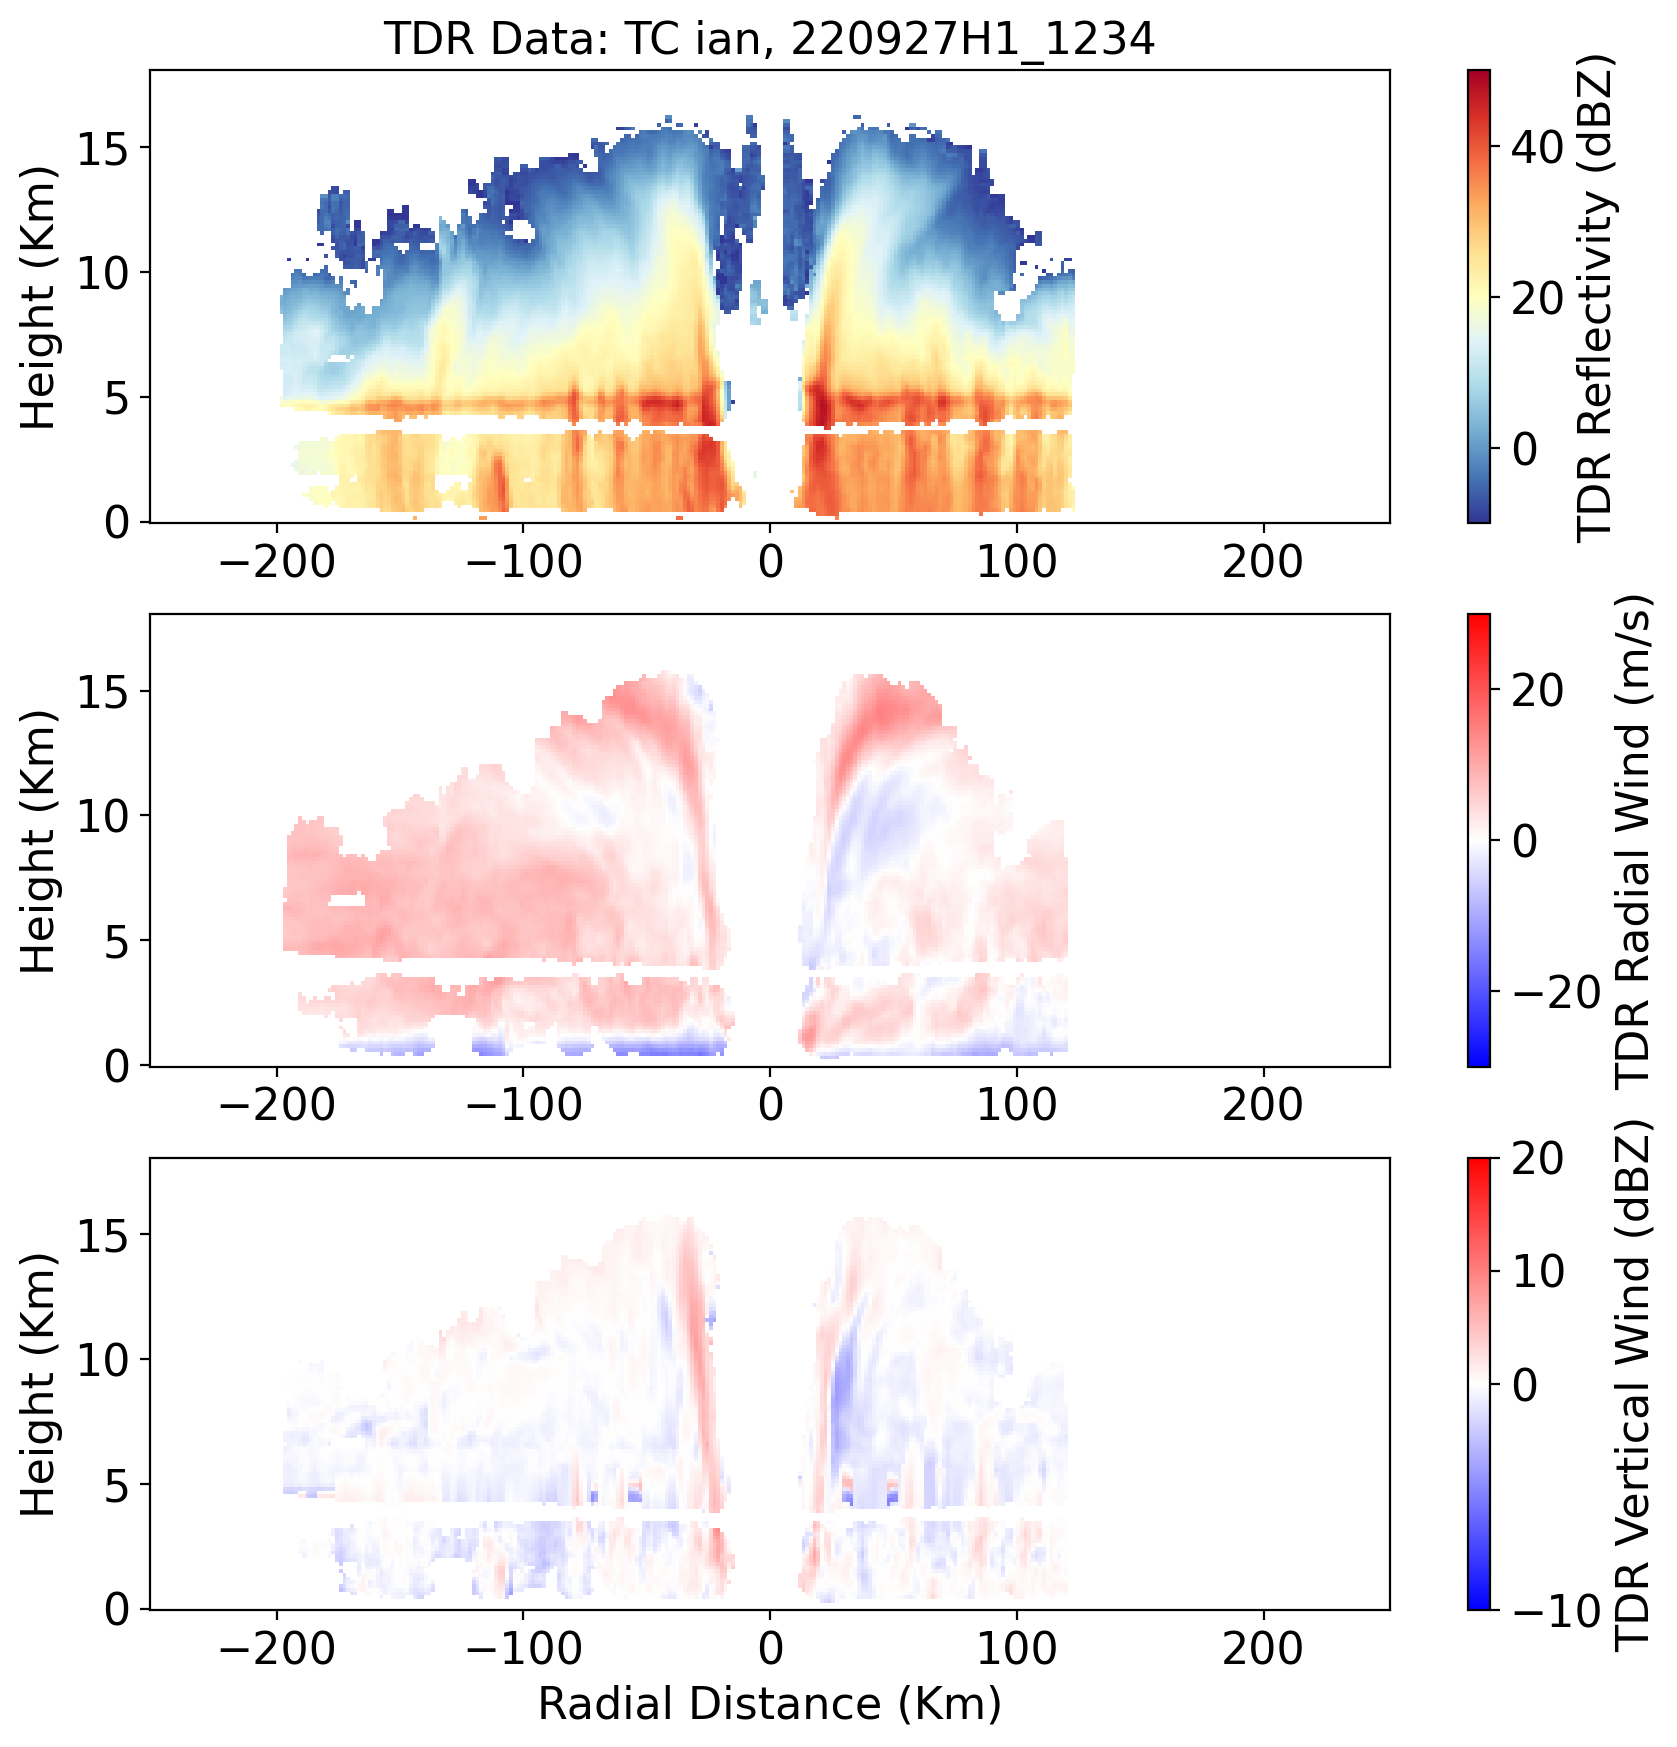 TDR Data: TC ian, 220927H1_1234
Height (Km)
15
10
5
0
−200 −100 0 100 200
40
20
0
TDR Reflectivity (dBZ)
Height (Km)
15
10
5
0
−200 −100 0 100 200
20
0
−20
TDR Radial Wind (m/s)
Height (Km)
15
10
5
0
−200 −100 0 100 200
Radial Distance (Km)
20
10
0
−10
TDR Vertical Wind (dBZ)